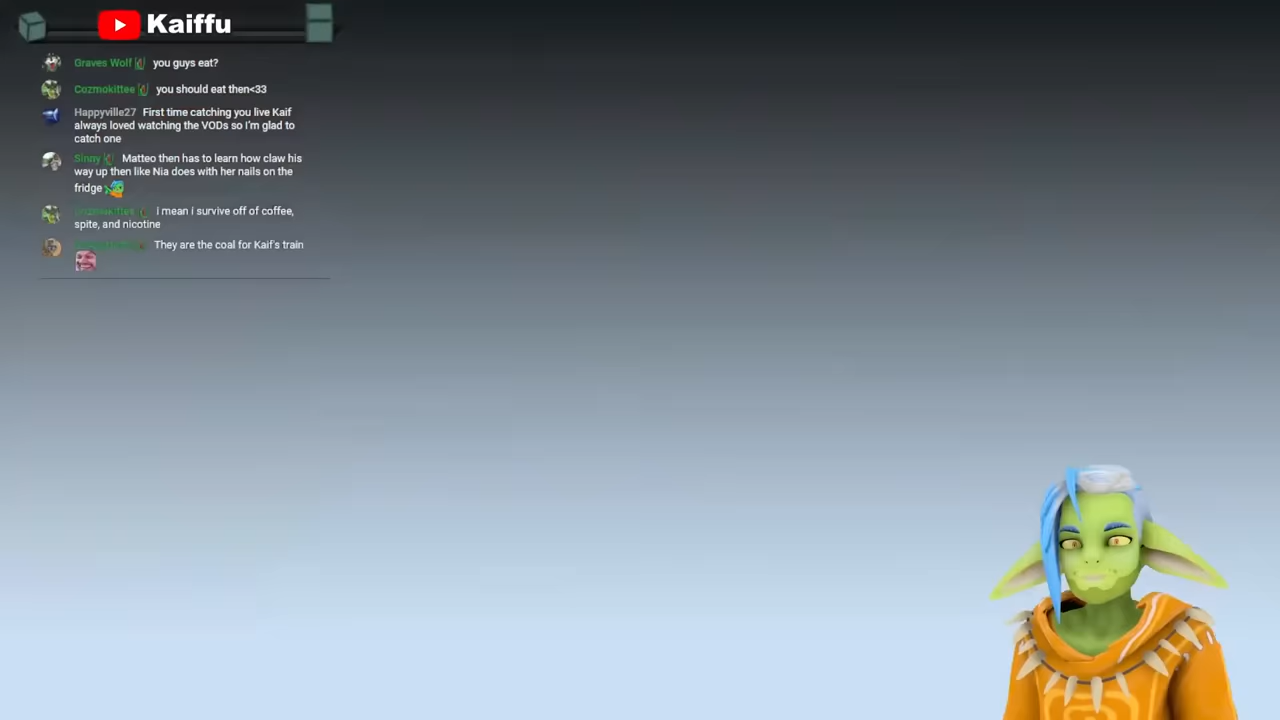 Kaiffu
Graves Wolf you guys eat?
Cozmokittee you should eat then<33
Happyville27 First time catching you live Kaif
always loved watching the VODs so I'm glad to
catch one
Sinny Matteo then has to learn how claw his
way up then like Nia does with her nails on the
fridge
Cozmokittee i mean i survive off of coffee,
spite, and nicotine
They are the coal for Kaif's train